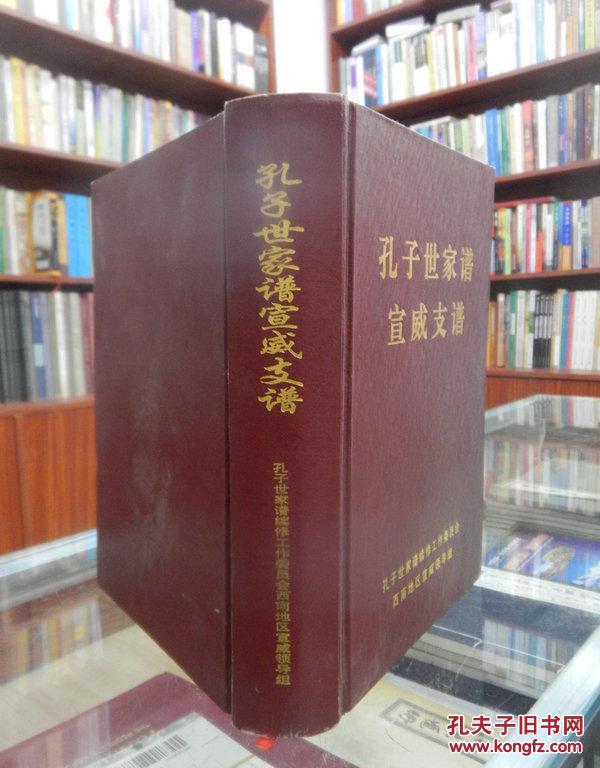 孔子世家谱宣威支谱
孔子世家谱续修工作委员会西南地区宣威领导组
孔子世家谱
宣威支谱
孔子世家谱续修工作委员会
西南地区宣威领导组
孔夫子旧书网
www.kongfz.com